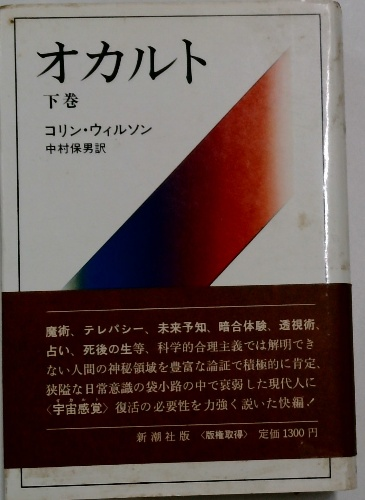 オカルト
下巻
コリン・ウィルソン
中村保男訳
魔術、テレパシー、未来予知、暗合体験、透視術、
占い、死後の生等、科学的合理主義では解明でき
ない人間の神秘領域を豊富な論証で積極的に肯定、
狭隘な日常意識の袋小路の中で衰弱した現代人に
オカルト
〈宇宙感覚〉復活の必要性を力強く説いた快編！
新潮社版 〈版権取得〉 定価1300円